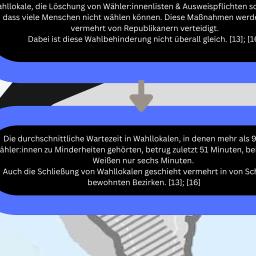 hllokale, die Löschung von Wähler:innenlisten & Ausweispflichten so
dass viele Menschen nicht wählen können. Diese Maßnahmen werde
vermehrt von Republikanern verteidigt.
Dabei ist diese Wahlbehinderung nicht überall gleich. [13]; [16
Die durchschnittliche Wartezeit in Wahllokalen, in denen mehr als 9
ähler:innen zu Minderheiten gehörten, betrug zuletzt 51 Minuten, be
Weißen nur sechs Minuten.
Auch die Schließung von Wahllokalen geschieht vermehrt in von Sch
bewohnten Bezirken. [13]; [16]